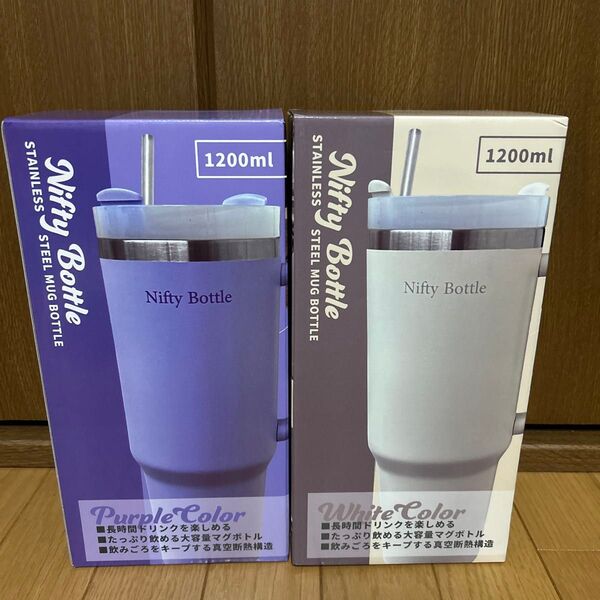 Nifty Bottle
STAINLESS STEEL MUG BOTTLE
1200ml
Nifty Bottle
Purple Color
■長時間ドリンクを楽しめる
■たっぷり飲める大容量マグボトル
■飲みごろをキープする真空断熱構造
Nifty Bottle
STAINLESS STEEL MUG BOTTLE
1200ml
Nifty Bottle
White Color
■長時間ドリンクを楽しめる
■たっぷり飲める大容量マグボトル
■飲みごろをキープする真空断熱構造